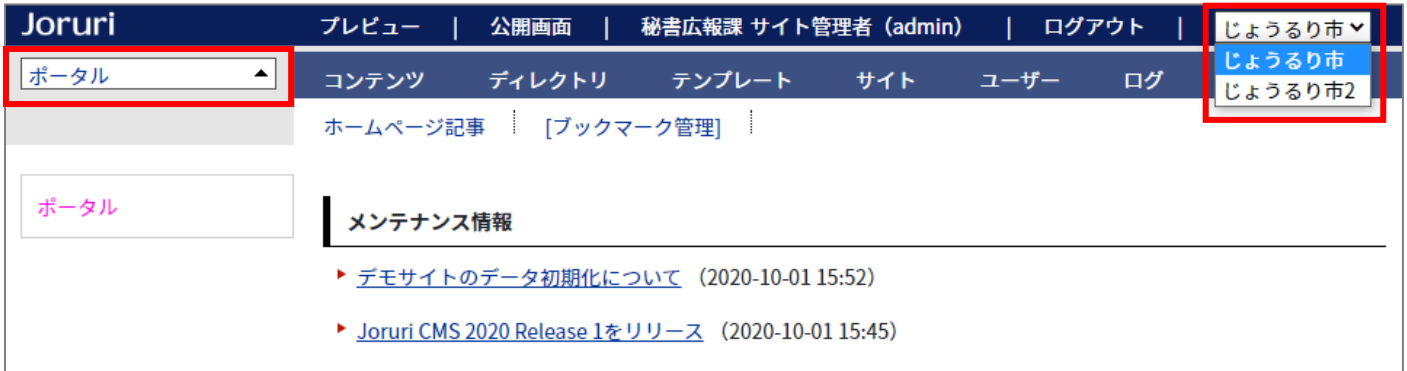 Joruri
プレビュー | 公開画面 | 秘書広報課 サイト管理者（admin） | ログアウト | じょうるり市
じょうるり市
じょうるり市2
ポータル
コンテンツ ディレクトリ テンプレート サイト ユーザー ログ
ホームページ記事 [ブックマーク管理]
ポータル
メンテナンス情報
デモサイトのデータ初期化について （2020-10-01 15:52）
Joruri CMS 2020 Release 1をリリース （2020-10-01 15:45）